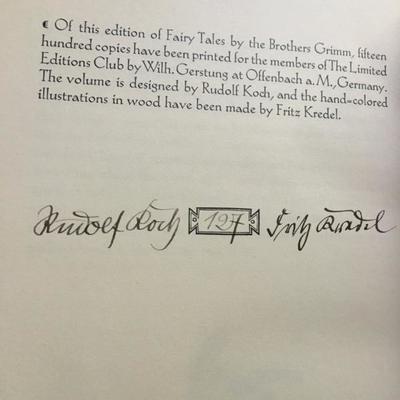 Of this edition of Fairy Tales by the Brothers Grimm, fifteen
hundred copies have been printed for the members of The Limited
Editions Club by Wilh. Gerstung at Offenbach a. M., Germany.
The volume is designed by Rudolf Koch, and the hand=colored
illustrations in wood have been made by Fritz Kredel.
Rudolf Koch 127 Fritz Kredel